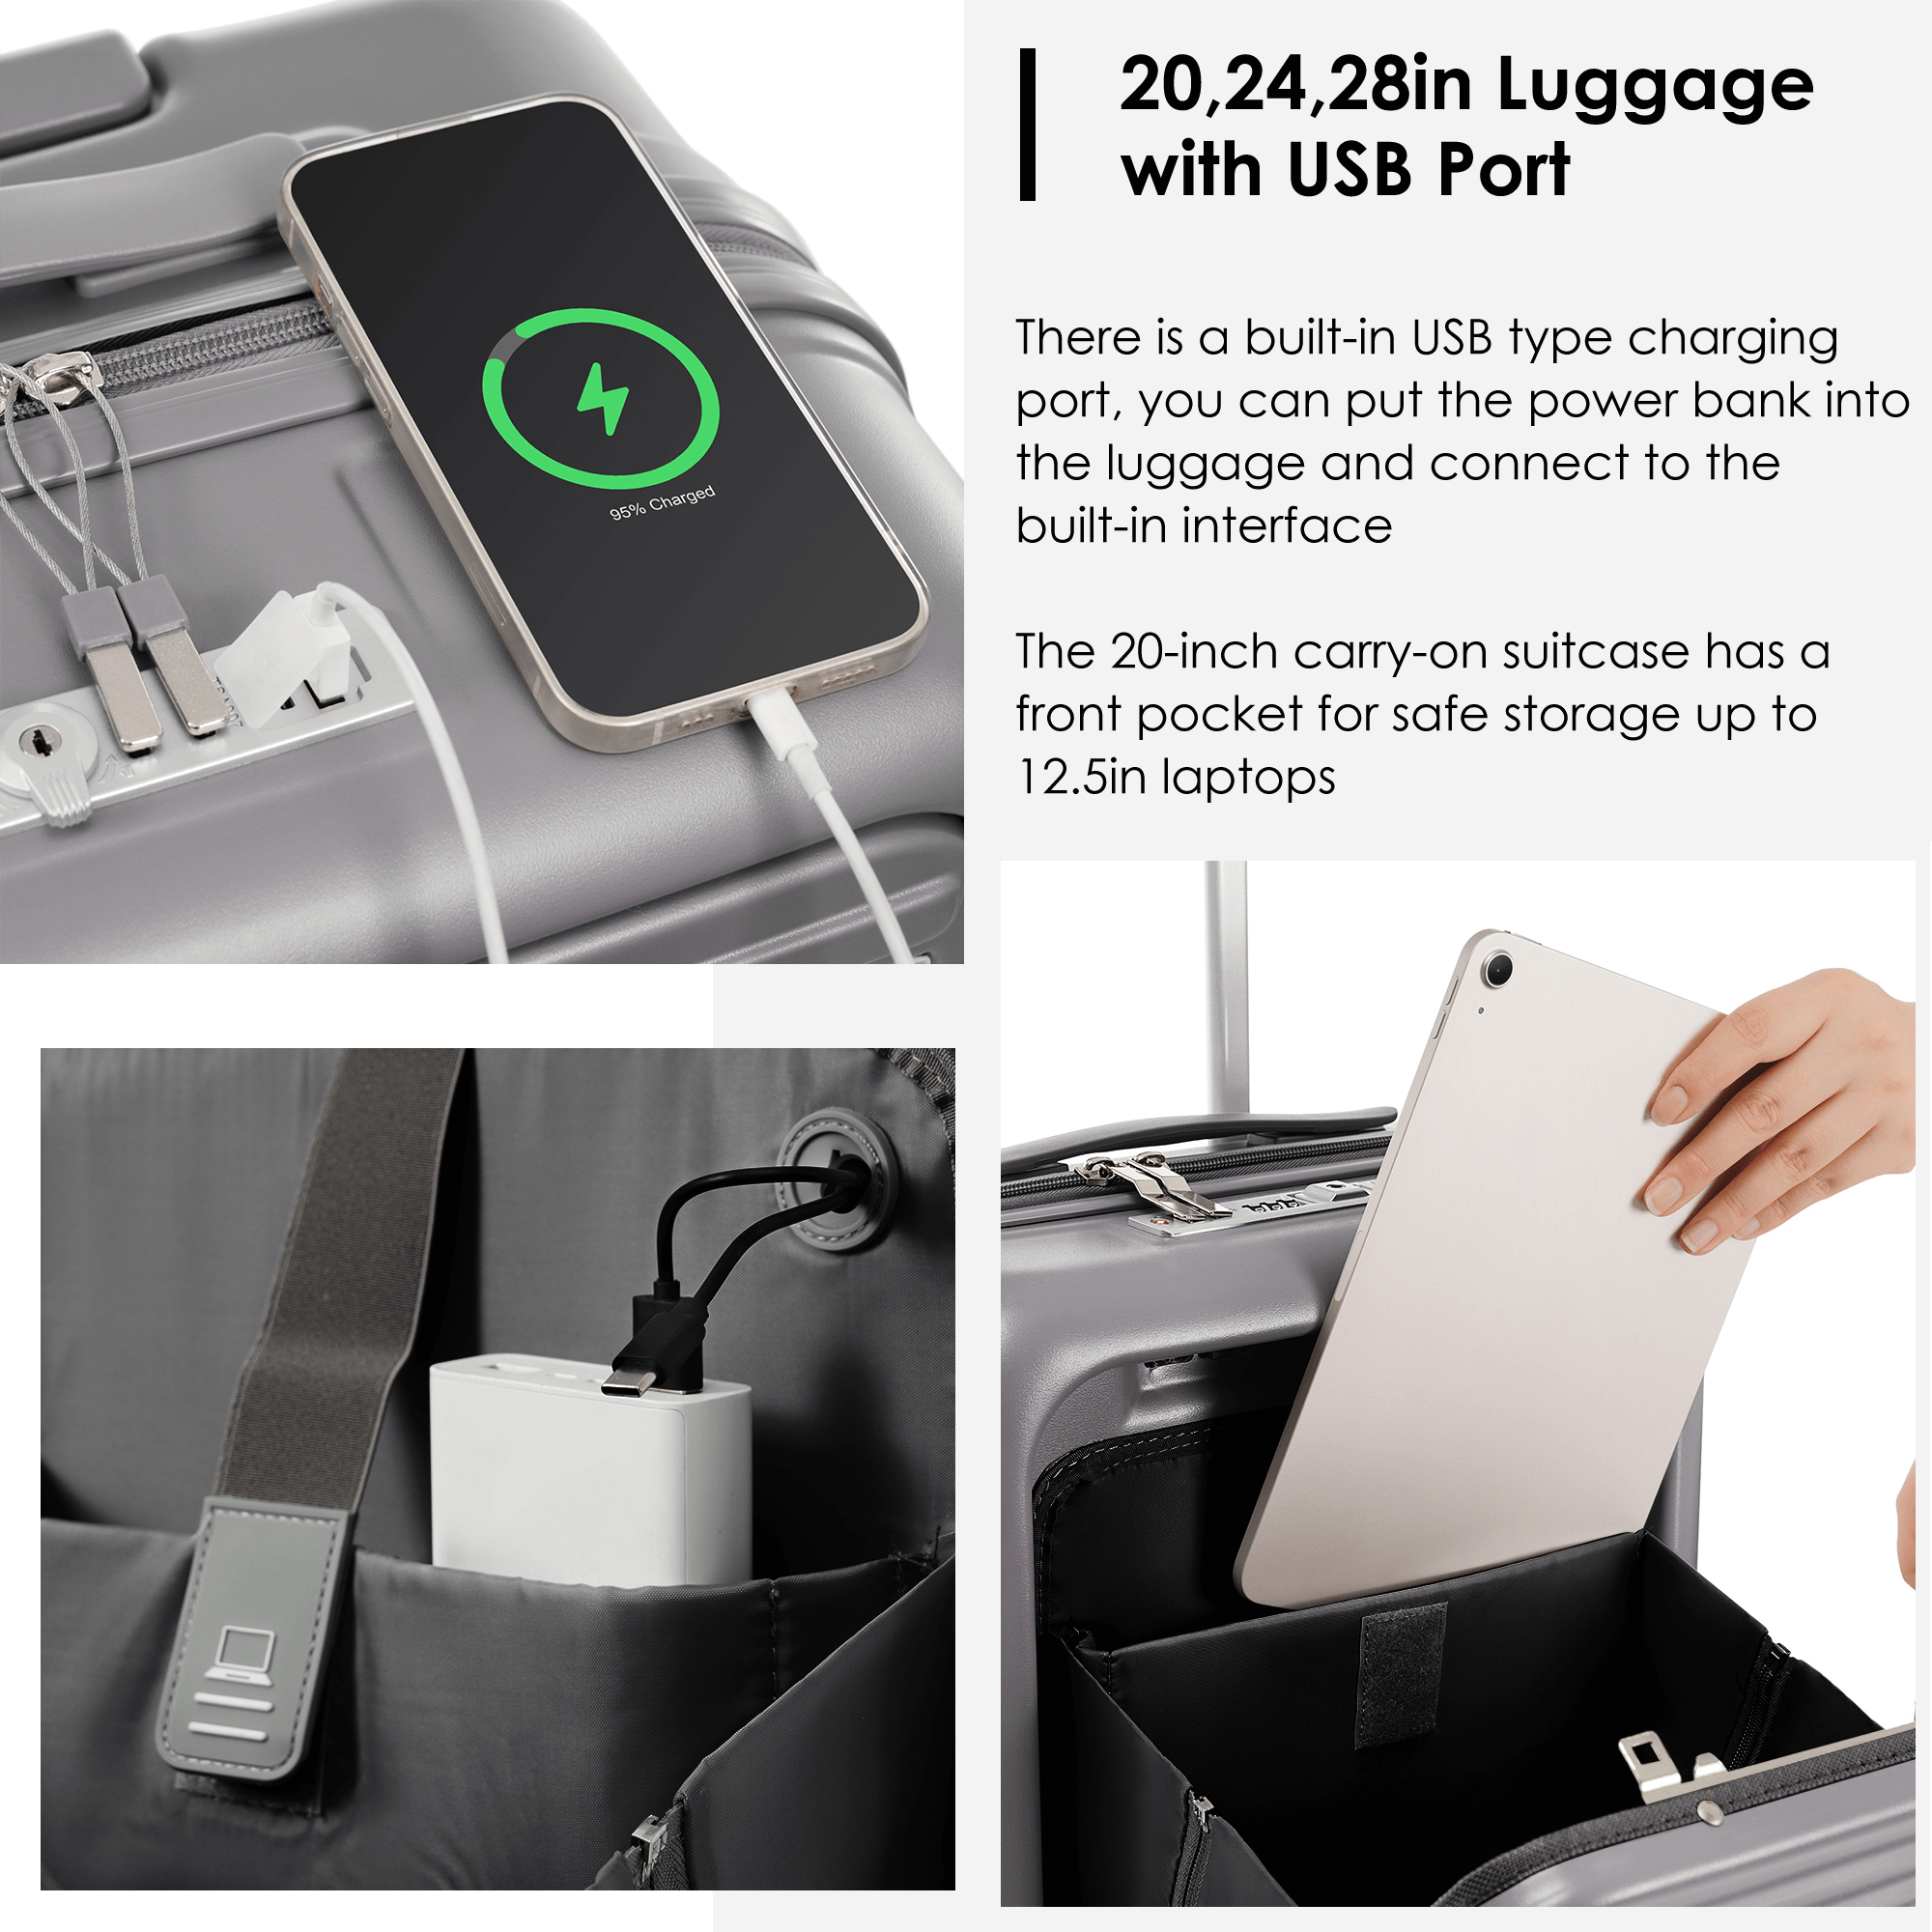 20,24,28in Luggage
with USB Port
There is a built-in USB type charging
port, you can put the power bank into
the luggage and connect to the
built-in interface
The 20-inch carry-on suitcase has a
front pocket for safe storage up to
12.5in laptops
95% Charged